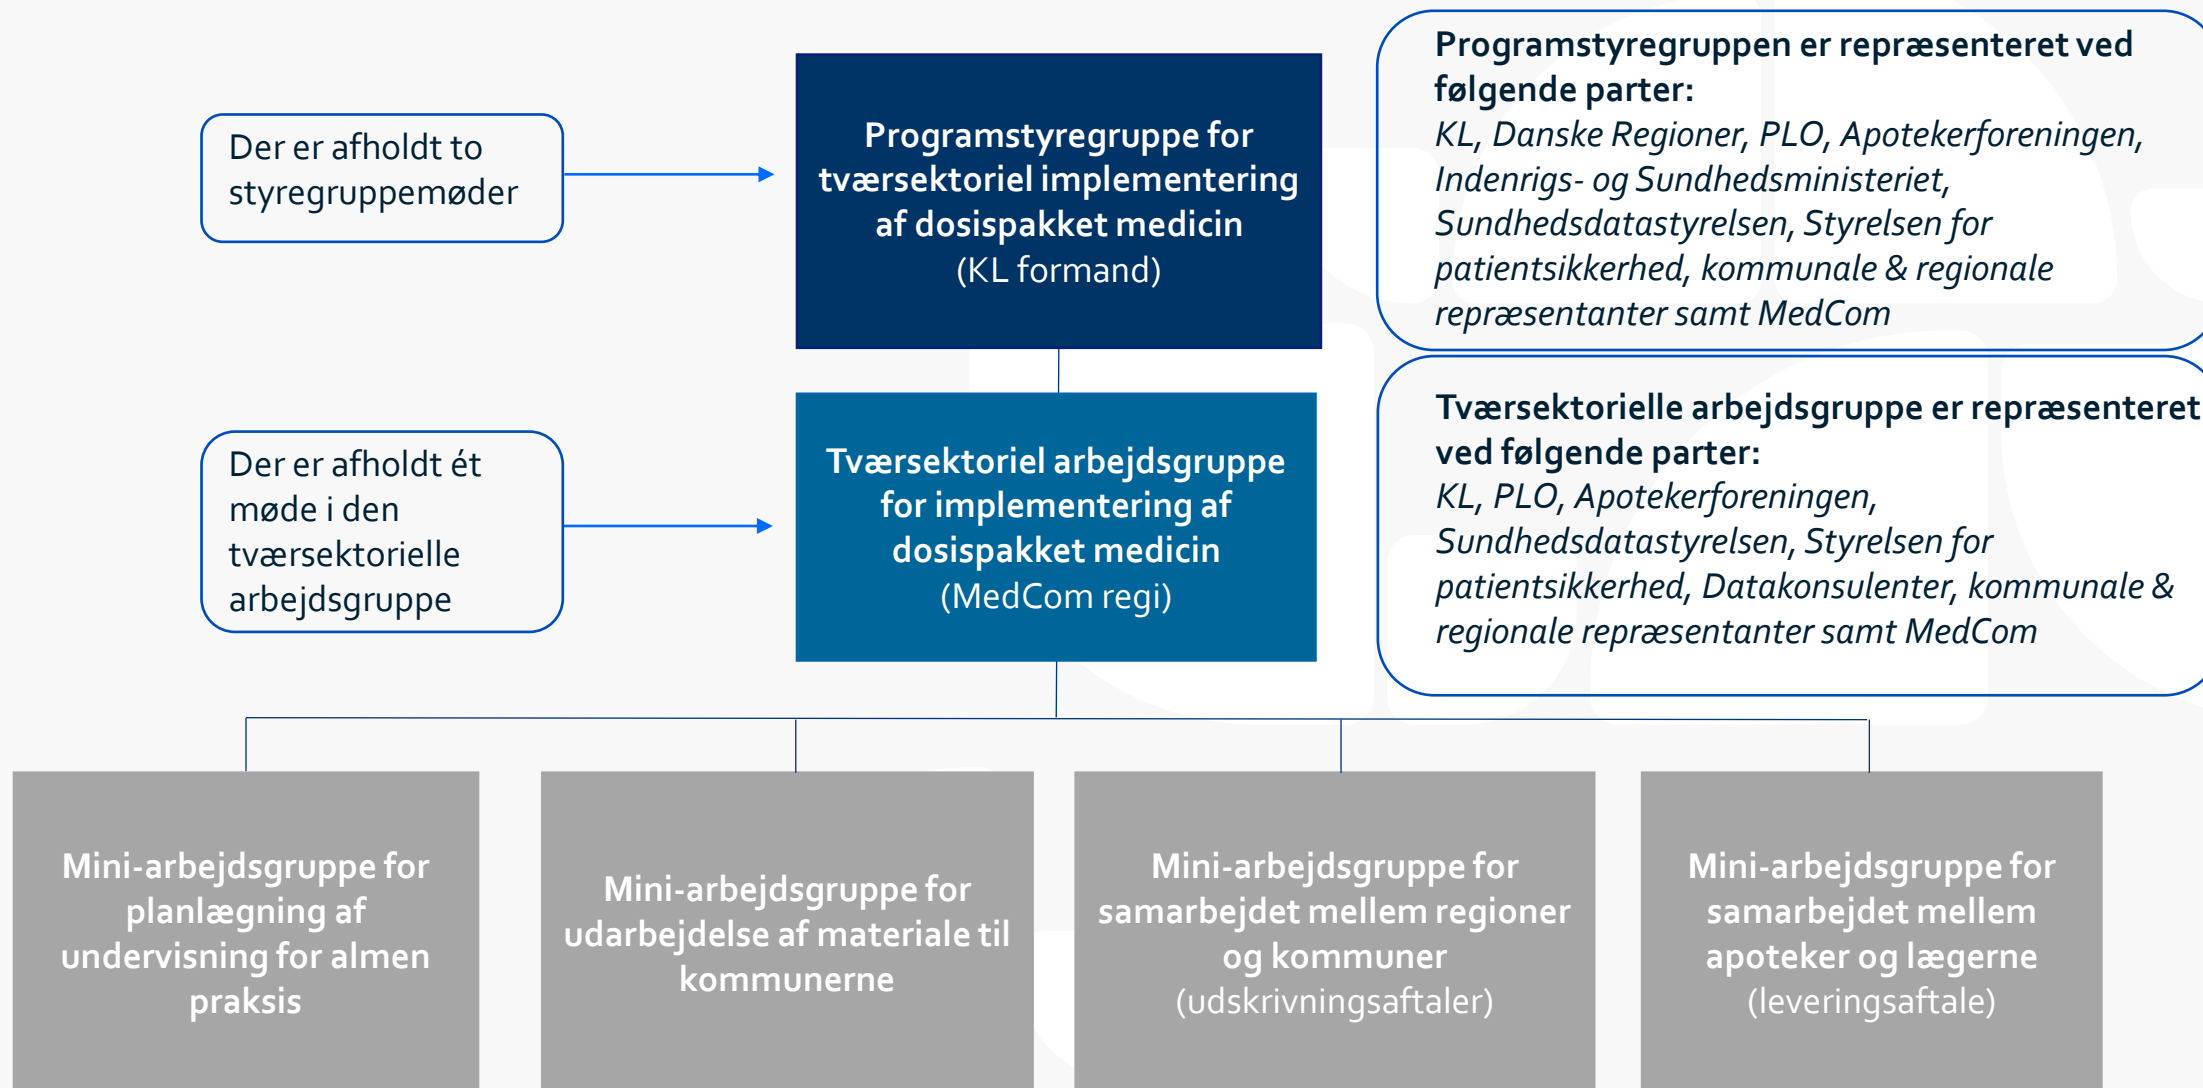 Der er afholdt to
styregruppemøder
Programstyregruppe for
tværsektoriel implementering
af dosispakket medicin
(KL formand)
Programstyregruppen er repræsenteret ved
følgende parter:
KL, Danske Regioner, PLO, Apotekerforeningen,
Indenrigs- og Sundhedsministeriet,
Sundhedsdatastyrelsen, Styrelsen for
patientsikkerhed, kommunale & regionale
repræsentanter samt MedCom
Der er afholdt ét
møde i den
tværsektorielle
arbejdsgruppe
Tværsektoriel arbejdsgruppe
for implementering af
dosispakket medicin
(MedCom regi)
Tværsektorielle arbejdsgruppe er repræsenteret
ved følgende parter:
KL, PLO, Apotekerforeningen,
Sundhedsdatastyrelsen, Styrelsen for
patientsikkerhed, Datakonsulenter, kommunale &
regionale repræsentanter samt MedCom
Mini-arbejdsgruppe for
planlægning af
undervisning for almen
praksis
Mini-arbejdsgruppe for
udarbejdelse af materiale til
kommunerne
Mini-arbejdsgruppe for
samarbejdet mellem regioner
og kommuner
(udskrivningsaftaler)
Mini-arbejdsgruppe for
samarbejdet mellem
apoteker og lægerne
(leveringsaftale)